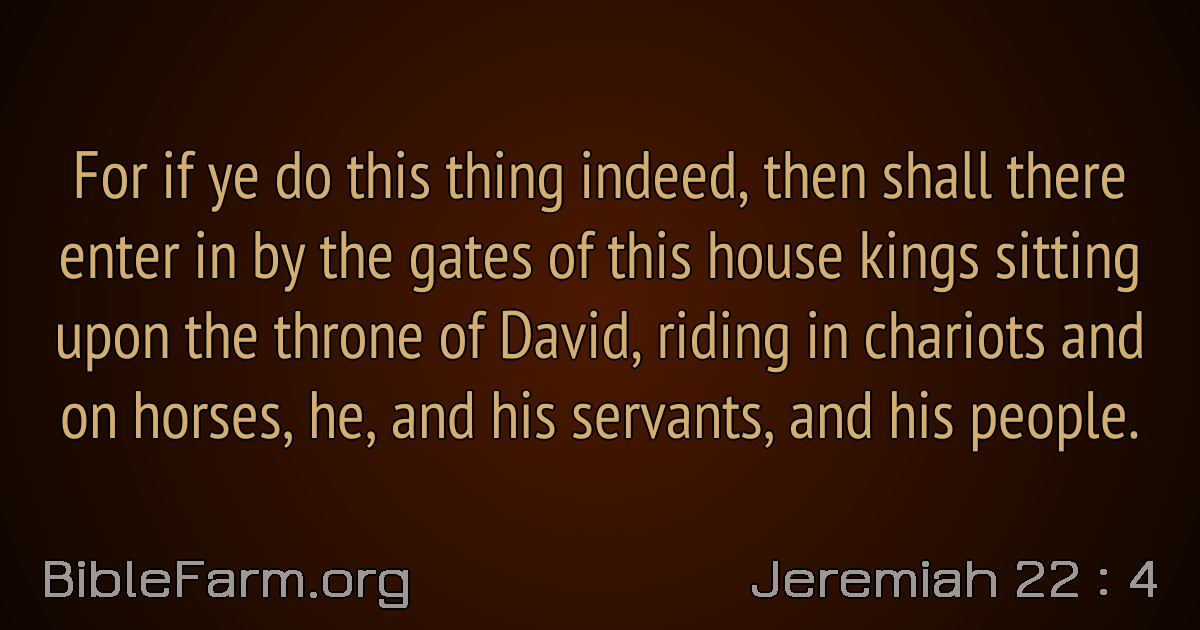 For if ye do this thing indeed, then shall there
enter in by the gates of this house kings sitting
upon the throne of David, riding in chariots and
on horses, he, and his servants, and his people.
BibleFarm.org
Jeremiah 22 : 4